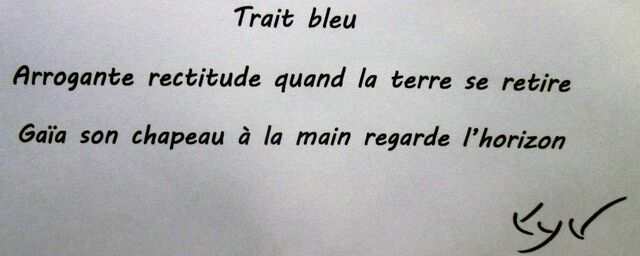 Trait bleu
Arrogante rectitude quand la terre se retire
Gaïa son chapeau à la main regarde l'horizon